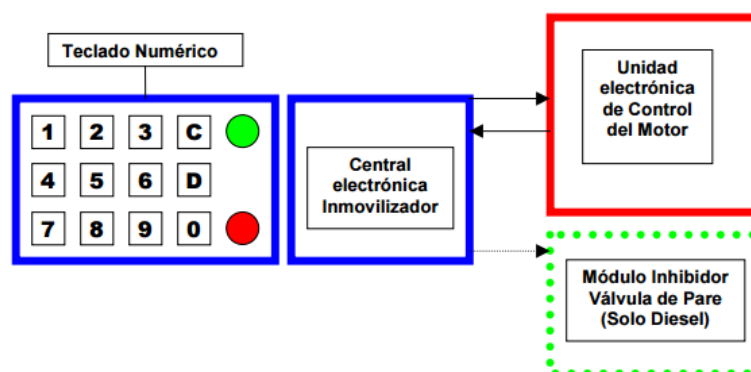 Teclado Numérico
1 2 3 C
4 5 6 D
7 8 9 0
Central
electrónica
Inmovilizador
Unidad
electrónica
de Control
del Motor
Módulo Inhibidor
Válvula de Pare
(Solo Diesel)